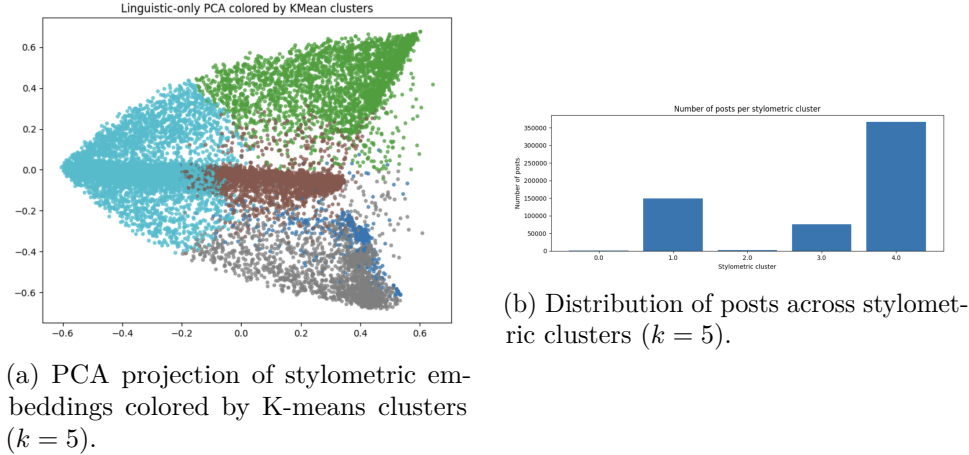 Linguistic-only PCA colored by KMean clusters
0.6
0.4
0.2
0.0
−0.2
−0.4
−0.6
−0.6 −0.4 −0.2 0.0 0.2 0.4 0.6
(a) PCA projection of stylometric em-
beddings colored by K-means clusters
(k = 5).
Number of posts per stylometric cluster
Number of posts
350000
300000
250000
200000
150000
100000
50000
0
0.0 1.0 2.0 3.0 4.0
Stylometric cluster
(b) Distribution of posts across stylomet-
ric clusters (k = 5).